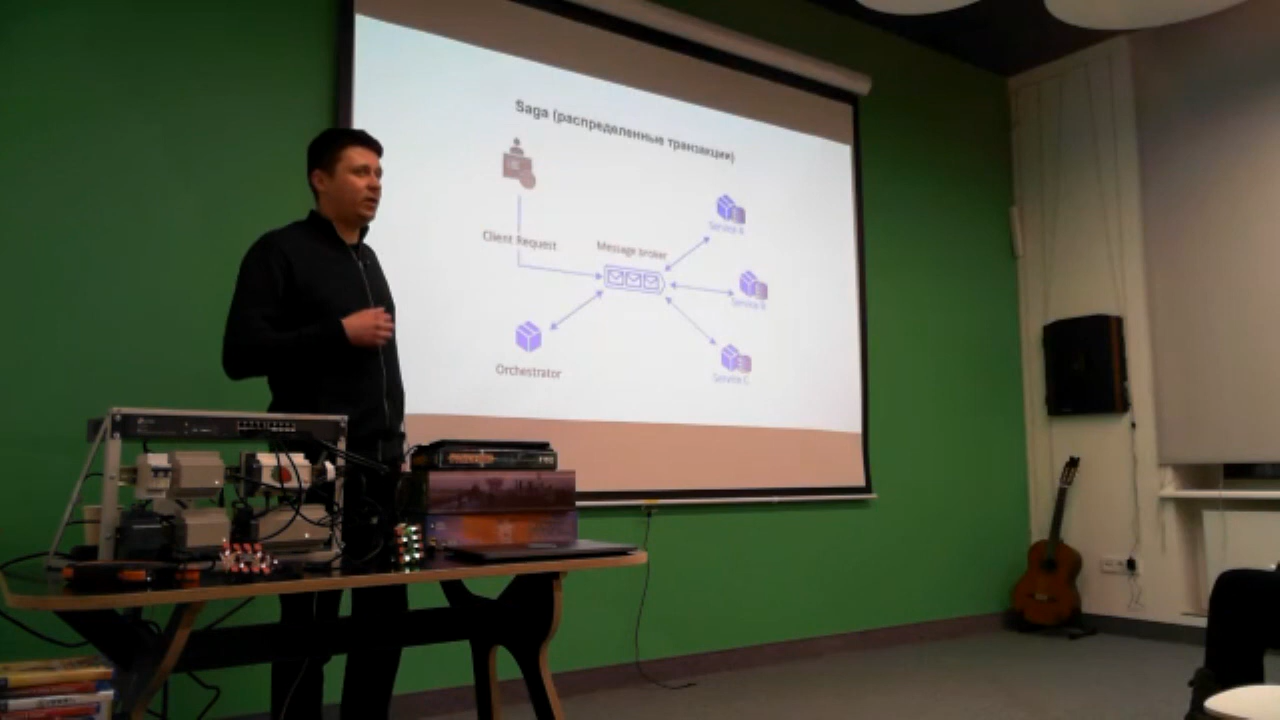 Saga (распределенные транзакции)
Client Request
Message broker
Service A
Service B
Orchestrator
Service C